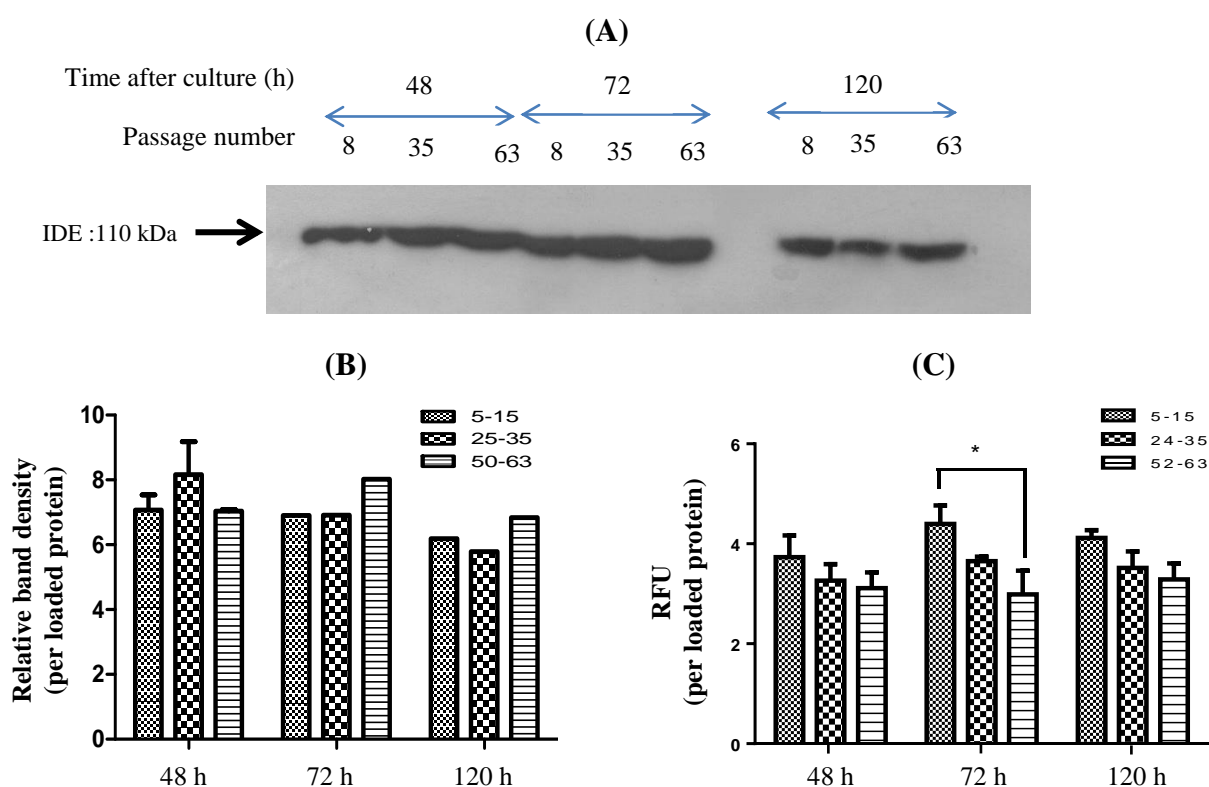 (A)
Time after culture (h)
48 72 120
Passage number
8 35 63 8 35 63 8 35 63
IDE :110 kDa
(B)
Relative band density
(per loaded protein)
10
8
6
4
2
0
5-15
25-35
50-63
48 h 72 h 120 h
(C)
RFU
(per loaded protein)
6
4
2
0
5-15
24-35
52-63
*
48 h 72 h 120 h